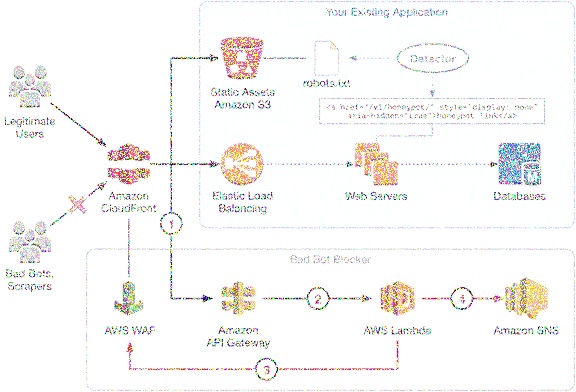 Your Existing Application
Legitimate
Users
Static Assets
Amazon S3
robots.txt
Detector
<a href="/v1/honeypot/" style="display: none"
aria-hidden="true">honeypot link</a>
Amazon
CloudFront
Elastic Load
Balancing
Web Servers
Databases
1
Bad Bots,
Scrapers
Bad Bot Blocker
AWS WAF
Amazon
API Gateway
2
AWS Lambda
4
Amazon SNS
3